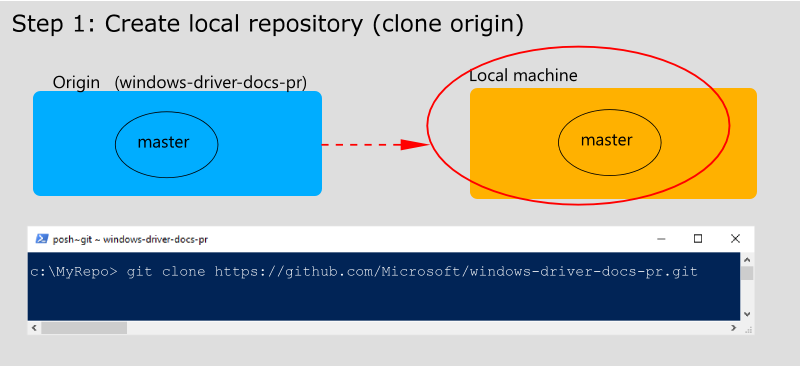 Step 1: Create local repository (clone origin)
Origin (windows-driver-docs-pr)
Local machine
master
master
posh~git ~ windows-driver-docs-pr
c:\MyRepo> git clone https://github.com/Microsoft/windows-driver-docs-pr.git